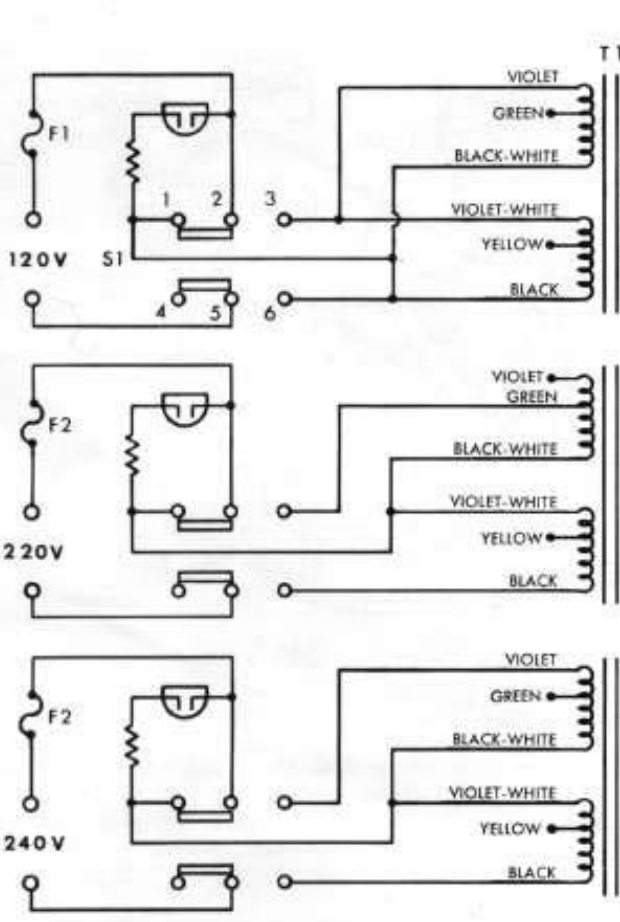 T 1
VIOLET
GREEN
F1
BLACK-WHITE
1 2 3
VIOLET-WHITE
120V S1
YELLOW
BLACK
4 5 6
VIOLET
GREEN
F2
BLACK-WHITE
VIOLET-WHITE
220V
YELLOW
BLACK
VIOLET
GREEN
F2
BLACK-WHITE
VIOLET-WHITE
240V
YELLOW
BLACK